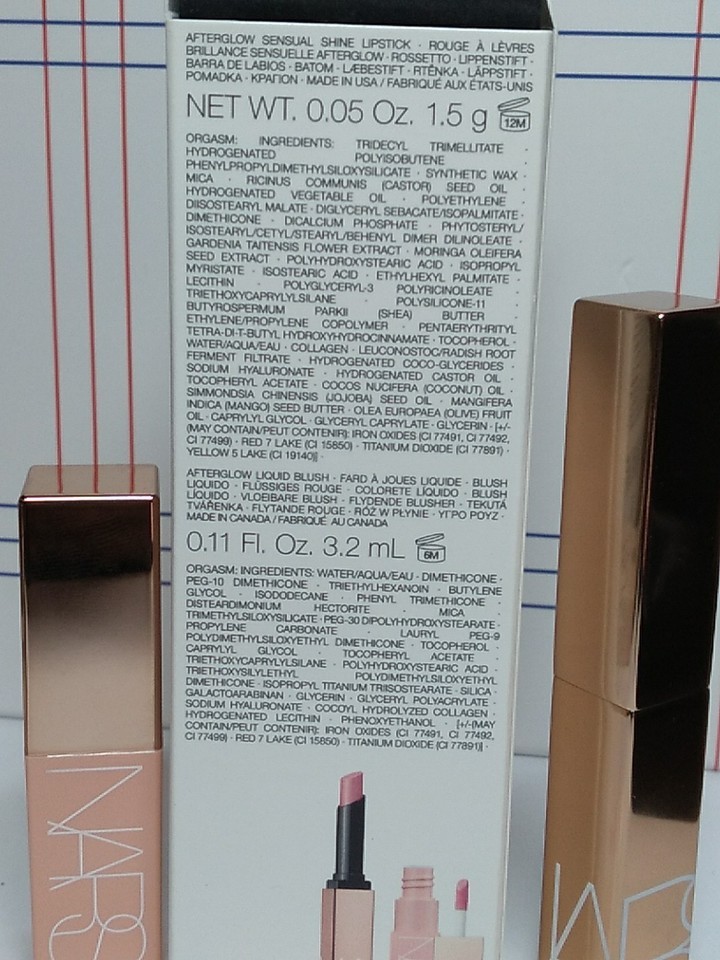 AFTERGLOW SENSUAL SHINE LIPSTICK · ROUGE À LÈVRES
BRILLANCE SENSUELLE AFTERGLOW · ROSSETTO · LIPPENSTIFT ·
BARRA DE LABIOS · BATOM · LÆBESTIFT · RTĚNKA · LÄPPSTIFT ·
POMADKA · ΚΡΑΓΙΟΝ · MADE IN USA / FABRIQUÉ AUX ÉTATS-UNIS
NET WT. 0.05 Oz. 1.5 g 12M
ORGASM: INGREDIENTS: TRIDECYL TRIMELLITATE ·
HYDROGENATED POLYISOBUTENE ·
PHENYLPROPYLDIMETHYLSILOXYSILICATE · SYNTHETIC WAX ·
MICA · RICINUS COMMUNIS (CASTOR) SEED OIL ·
HYDROGENATED VEGETABLE OIL · POLYETHYLENE ·
DIISOSTEARYL MALATE · DIGLYCERYL SEBACATE/ISOPALMITATE ·
DIMETHICONE · DICALCIUM PHOSPHATE · PHYTOSTERYL/
ISOSTEARYL/CETYL/STEARYL/BEHENYL DIMER DILINOLEATE ·
GARDENIA TAITENSIS FLOWER EXTRACT · MORINGA OLEIFERA
SEED EXTRACT · POLYHYDROXYSTEARIC ACID · ISOPROPYL
MYRISTATE · ISOSTEARIC ACID · ETHYLHEXYL PALMITATE ·
LECITHIN · POLYGLYCERYL-3 POLYRICINOLEATE ·
TRIETHOXYCAPRYLYLSILANE · POLYSILICONE-11 ·
BUTYROSPERMUM PARKII (SHEA) BUTTER ·
ETHYLENE/PROPYLENE COPOLYMER · PENTAERYTHRITYL
TETRA-DI-T-BUTYL HYDROXYHYDROCINNAMATE · TOCOPHEROL ·
WATER/AQUA/EAU · COLLAGEN · LEUCONOSTOC/RADISH ROOT
FERMENT FILTRATE · HYDROGENATED COCO-GLYCERIDES ·
SODIUM HYALURONATE · HYDROGENATED CASTOR OIL ·
TOCOPHERYL ACETATE · COCOS NUCIFERA (COCONUT) OIL ·
SIMMONDSIA CHINENSIS (JOJOBA) SEED OIL · MANGIFERA
INDICA (MANGO) SEED BUTTER · OLEA EUROPAEA (OLIVE) FRUIT
OIL · CAPRYLYL GLYCOL · GLYCERYL CAPRYLATE · GLYCERIN · [+/-
(MAY CONTAIN/PEUT CONTENIR): IRON OXIDES (CI 77491, CI 77492,
CI 77499) · RED 7 LAKE (CI 15850) · TITANIUM DIOXIDE (CI 77891) ·
YELLOW 5 LAKE (CI 19140)] ·
AFTERGLOW LIQUID BLUSH · FARD À JOUES LIQUIDE · BLUSH
LIQUIDO · FLÜSSIGES ROUGE · COLORETE LÍQUIDO · BLUSH
LÍQUIDO · VLOEIBARE BLUSH · FLYDENDE BLUSHER · TEKUTÁ
TVÁŘENKA · FLYTANDE ROUGE · RÓŻ W PŁYNIE · ΥΓΡΟ ΡΟΥΖ ·
MADE IN CANADA / FABRIQUÉ AU CANADA
0.11 Fl. Oz. 3.2 mL 6M
ORGASM: INGREDIENTS: WATER/AQUA/EAU · DIMETHICONE ·
PEG-10 DIMETHICONE · TRIETHYLHEXANOIN · BUTYLENE
GLYCOL · ISODODECANE · PHENYL TRIMETHICONE ·
DISTEARDIMONIUM HECTORITE · MICA ·
TRIMETHYLSILOXYSILICATE · PEG-30 DIPOLYHYDROXYSTEARATE ·
PROPYLENE CARBONATE · LAURYL PEG-9
POLYDIMETHYLSILOXYETHYL DIMETHICONE · TOCOPHEROL ·
CAPRYLYL GLYCOL · TOCOPHERYL ACETATE ·
TRIETHOXYCAPRYLYLSILANE · POLYHYDROXYSTEARIC ACID ·
TRIETHOXYSILYLETHYL POLYDIMETHYLSILOXYETHYL
DIMETHICONE · ISOPROPYL TITANIUM TRIISOSTEARATE · SILICA ·
GALACTOARABINAN · GLYCERIN · GLYCERYL POLYACRYLATE ·
SODIUM HYALURONATE · COCOYL HYDROLYZED COLLAGEN ·
HYDROGENATED LECITHIN · PHENOXYETHANOL · [+/-(MAY
CONTAIN/PEUT CONTENIR): IRON OXIDES (CI 77491, CI 77492,
CI 77499) · RED 7 LAKE (CI 15850) · TITANIUM DIOXIDE (CI 77891)] ·
NARS
NARS